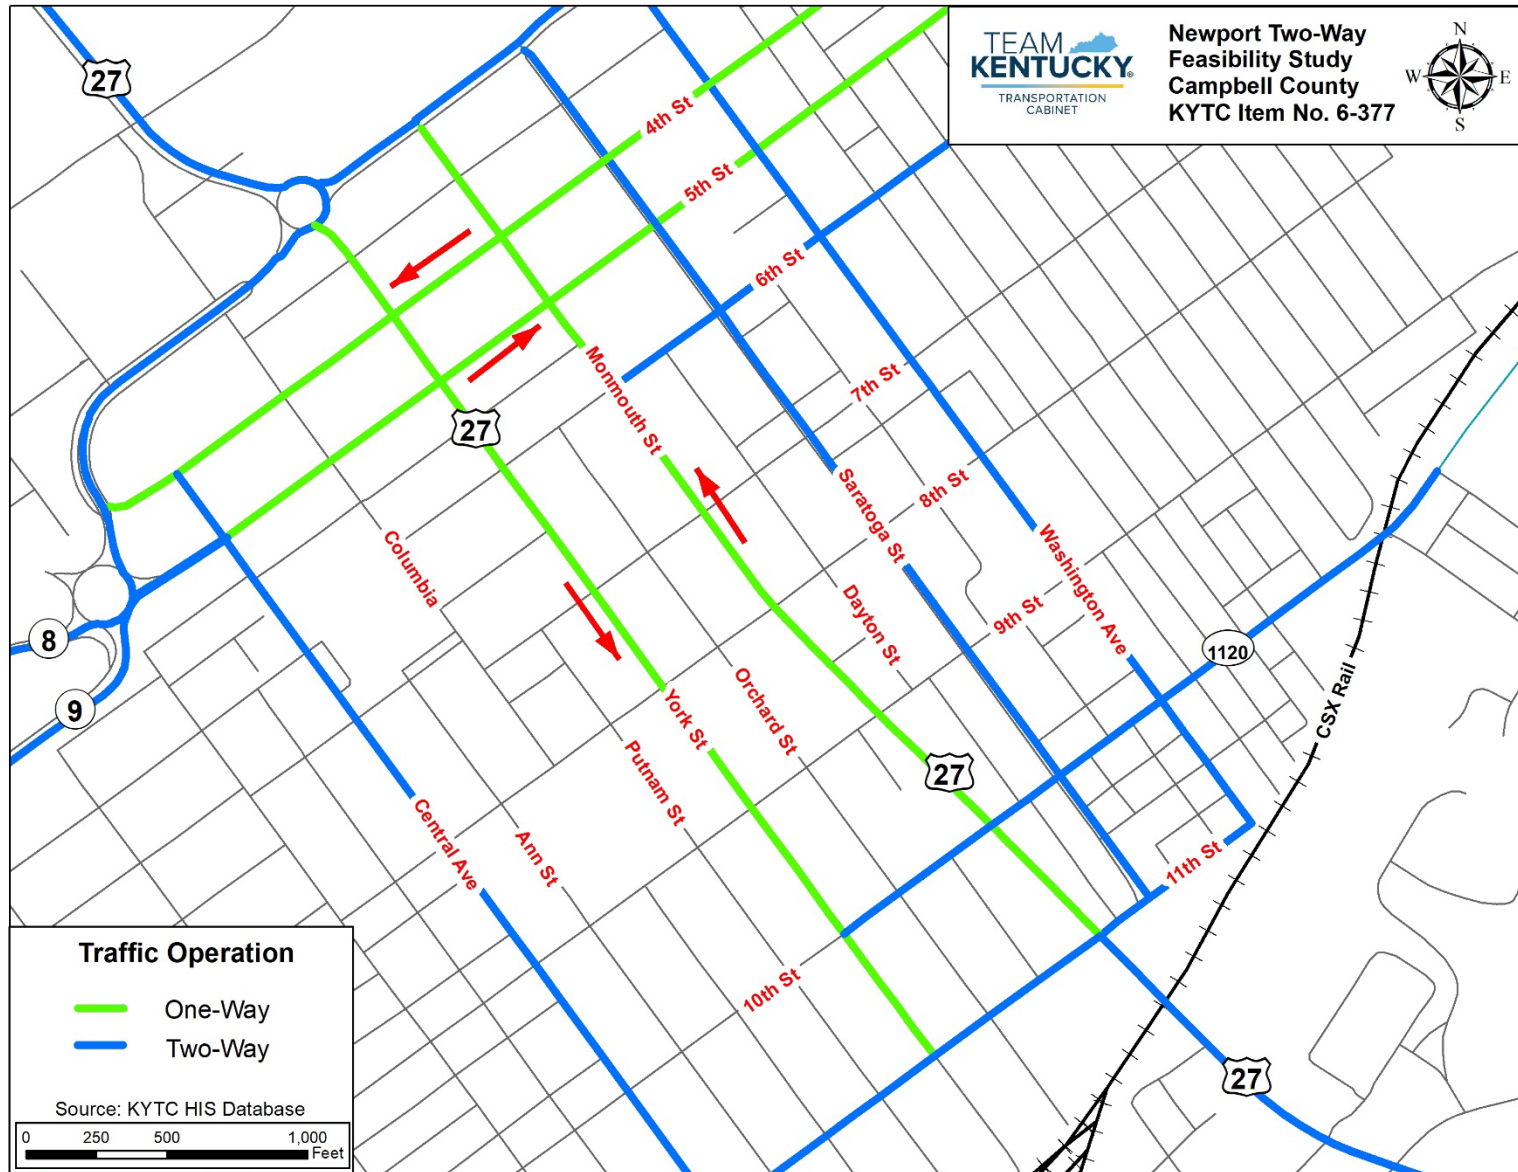 TEAM
KENTUCKY®
TRANSPORTATION
CABINET
Newport Two-Way
Feasibility Study
Campbell County
KYTC Item No. 6-377
N
W
E
S
27
4th St
5th St
6th St
7th St
8th St
9th St
Monmouth St
27
Saratoga St
Washington Ave
Columbia
Dayton St
8
9
1120
CSX Rail
York St
Orchard St
Putnam St
27
Central Ave
Ann St
11th St
10th St
27
Traffic Operation
One-Way
Two-Way
Source: KYTC HIS Database
0 250 500 1,000
Feet